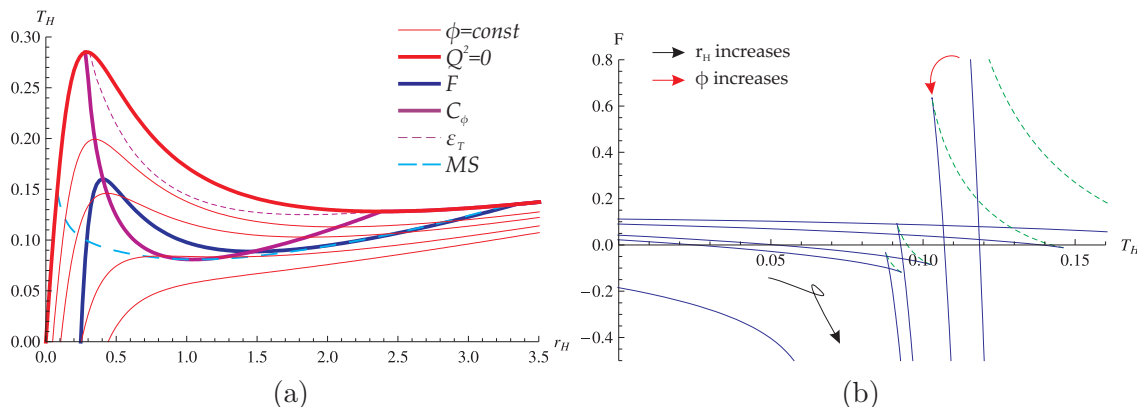 T_H
0.30
0.25
0.20
0.15
0.10
0.05
0.00
0.0 0.5 1.0 1.5 2.0 2.5 3.0 r_H 3.5
ϕ=const
Q²=0
F
C_ϕ
ε_T
MS
(a)
F
0.8
0.6
0.4
0.2
0.0
−0.2
−0.4
0.05 0.10 0.15 T_H
r_H increases
ϕ increases
(b)